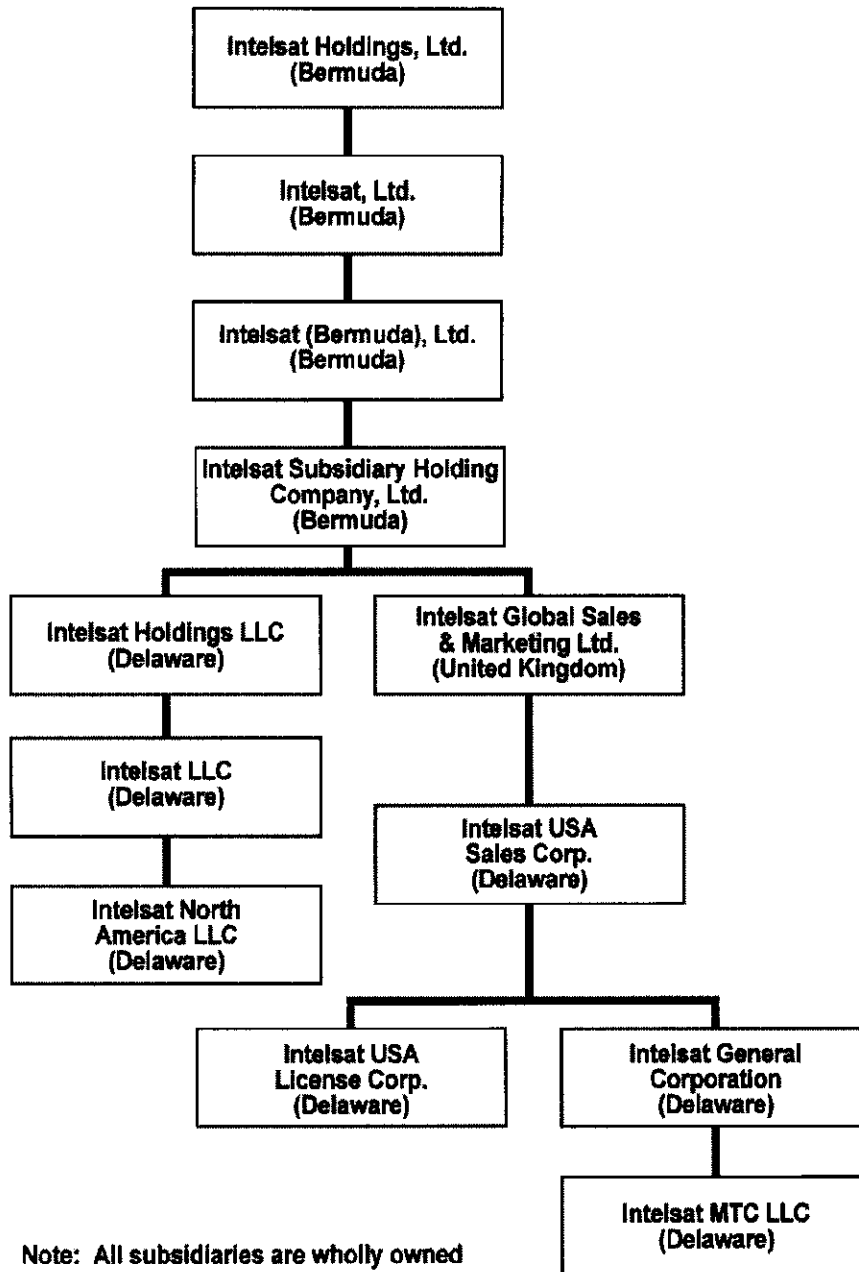 Intelsat Holdings, Ltd.
(Bermuda)
Intelsat, Ltd.
(Bermuda)
Intelsat (Bermuda), Ltd.
(Bermuda)
Intelsat Subsidiary Holding
Company, Ltd.
(Bermuda)
Intelsat Holdings LLC
(Delaware)
Intelsat Global Sales
& Marketing Ltd.
(United Kingdom)
Intelsat LLC
(Delaware)
Intelsat USA
Sales Corp.
(Delaware)
Intelsat North
America LLC
(Delaware)
Intelsat USA
License Corp.
(Delaware)
Intelsat General
Corporation
(Delaware)
Intelsat MTC LLC
(Delaware)
Note: All subsidiaries are wholly owned